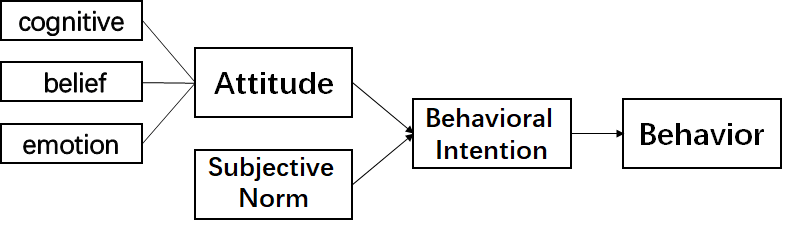 cognitive
belief
emotion
Attitude
Subjective
Norm
Behavioral
Intention
Behavior